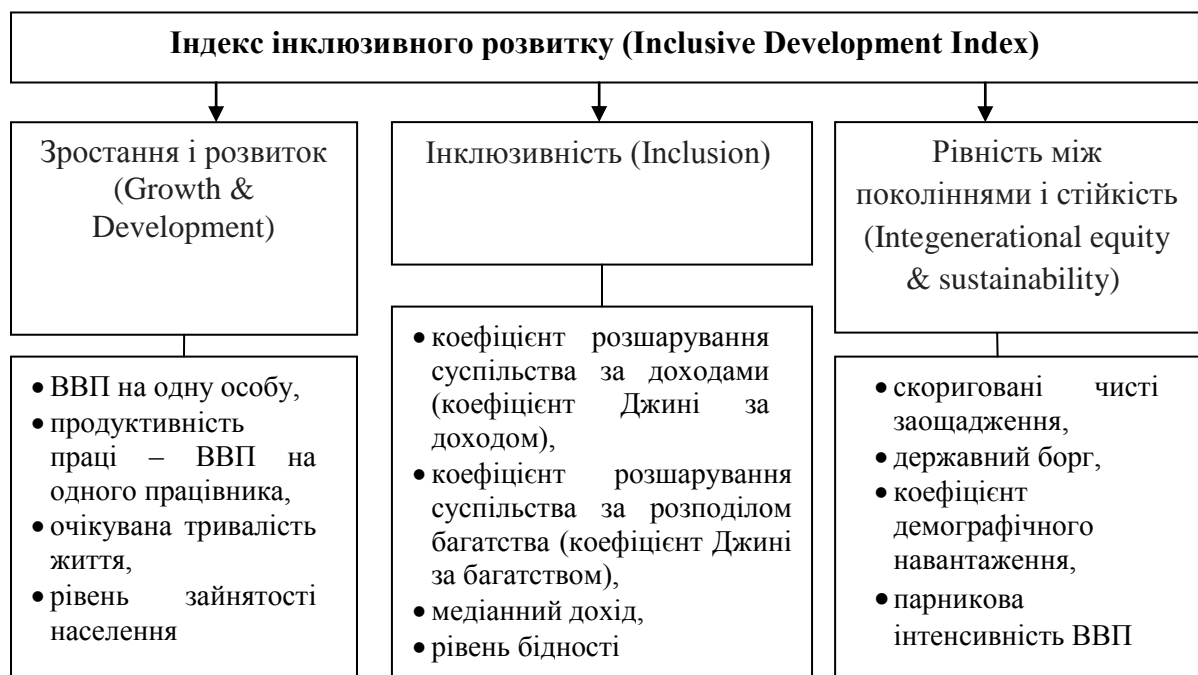 Індекс інклюзивного розвитку (Inclusive Development Index)
Зростання і розвиток
(Growth &
Development)
• ВВП на одну особу,
• продуктивність
праці – ВВП на
одного працівника,
• очікувана тривалість
життя,
• рівень зайнятості
населення
Інклюзивність (Inclusion)
• коефіцієнт розшарування
суспільства за доходами
(коефіцієнт Джині за
доходом),
• коефіцієнт розшарування
суспільства за розподілом
багатства (коефіцієнт Джині
за багатством),
• медіанний дохід,
• рівень бідності
Рівність між
поколіннями і стійкість
(Integenerational equity
& sustainability)
• скориговані чисті
заощадження,
• державний борг,
• коефіцієнт
демографічного
навантаження,
• парникова
інтенсивність ВВП